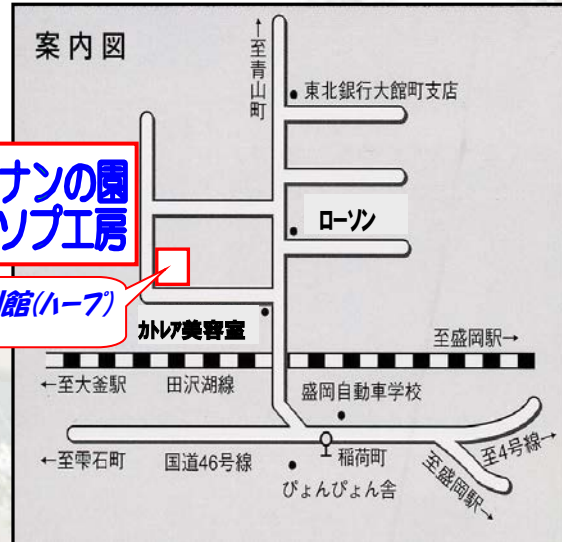 案内図
←至青山町
東北銀行大館町支店
ナンの園
ソプ工房
ローソン
館(ハープ)
カトレア美容室
至盛岡駅→
←至大釜駅
田沢湖線
盛岡自動車学校
←至雫石町
国道46号線
稲荷町
至4号線→
至盛岡駅→
ぴょんぴょん舎